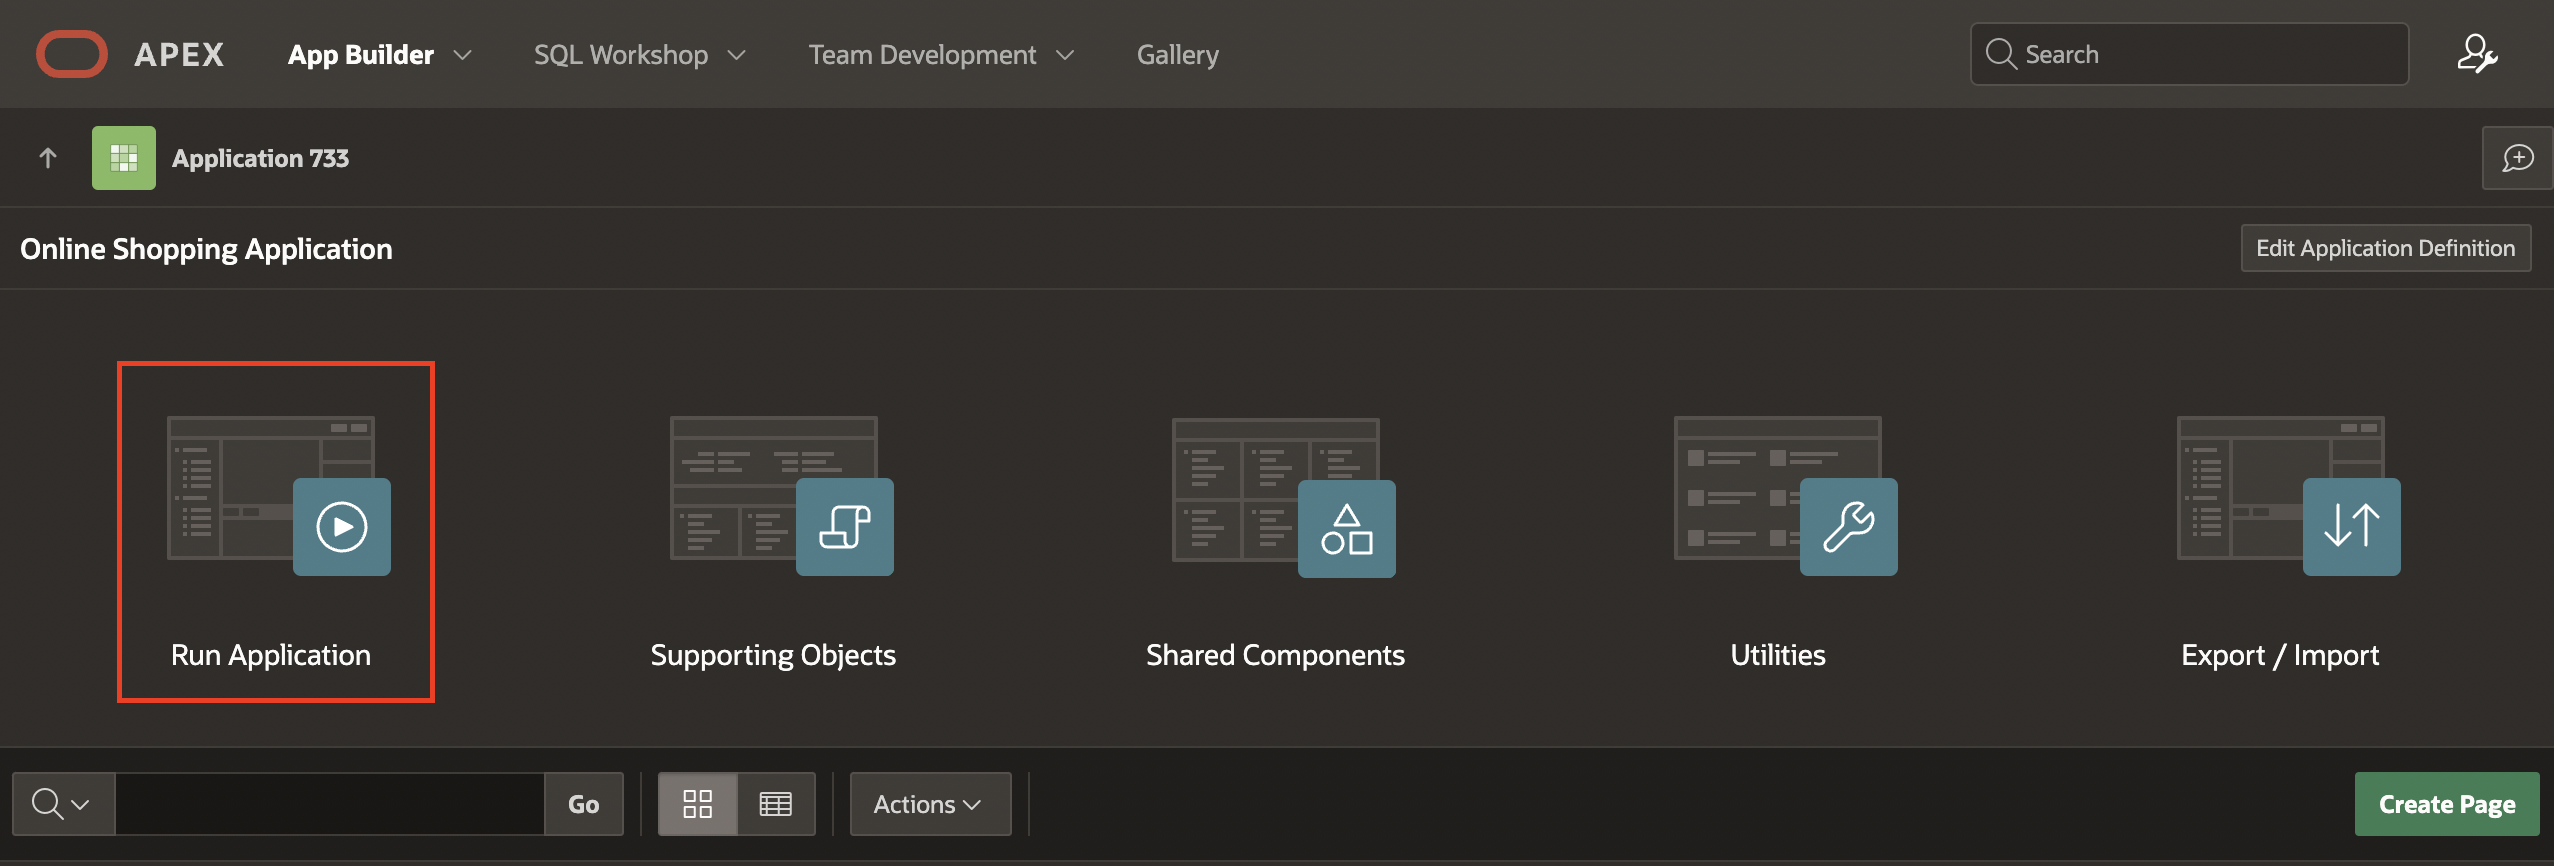 APEX App Builder SQL Workshop Team Development Gallery Search
Application 733
Online Shopping Application Edit Application Definition
Run Application Supporting Objects Shared Components Utilities Export / Import
Go Actions Create Page